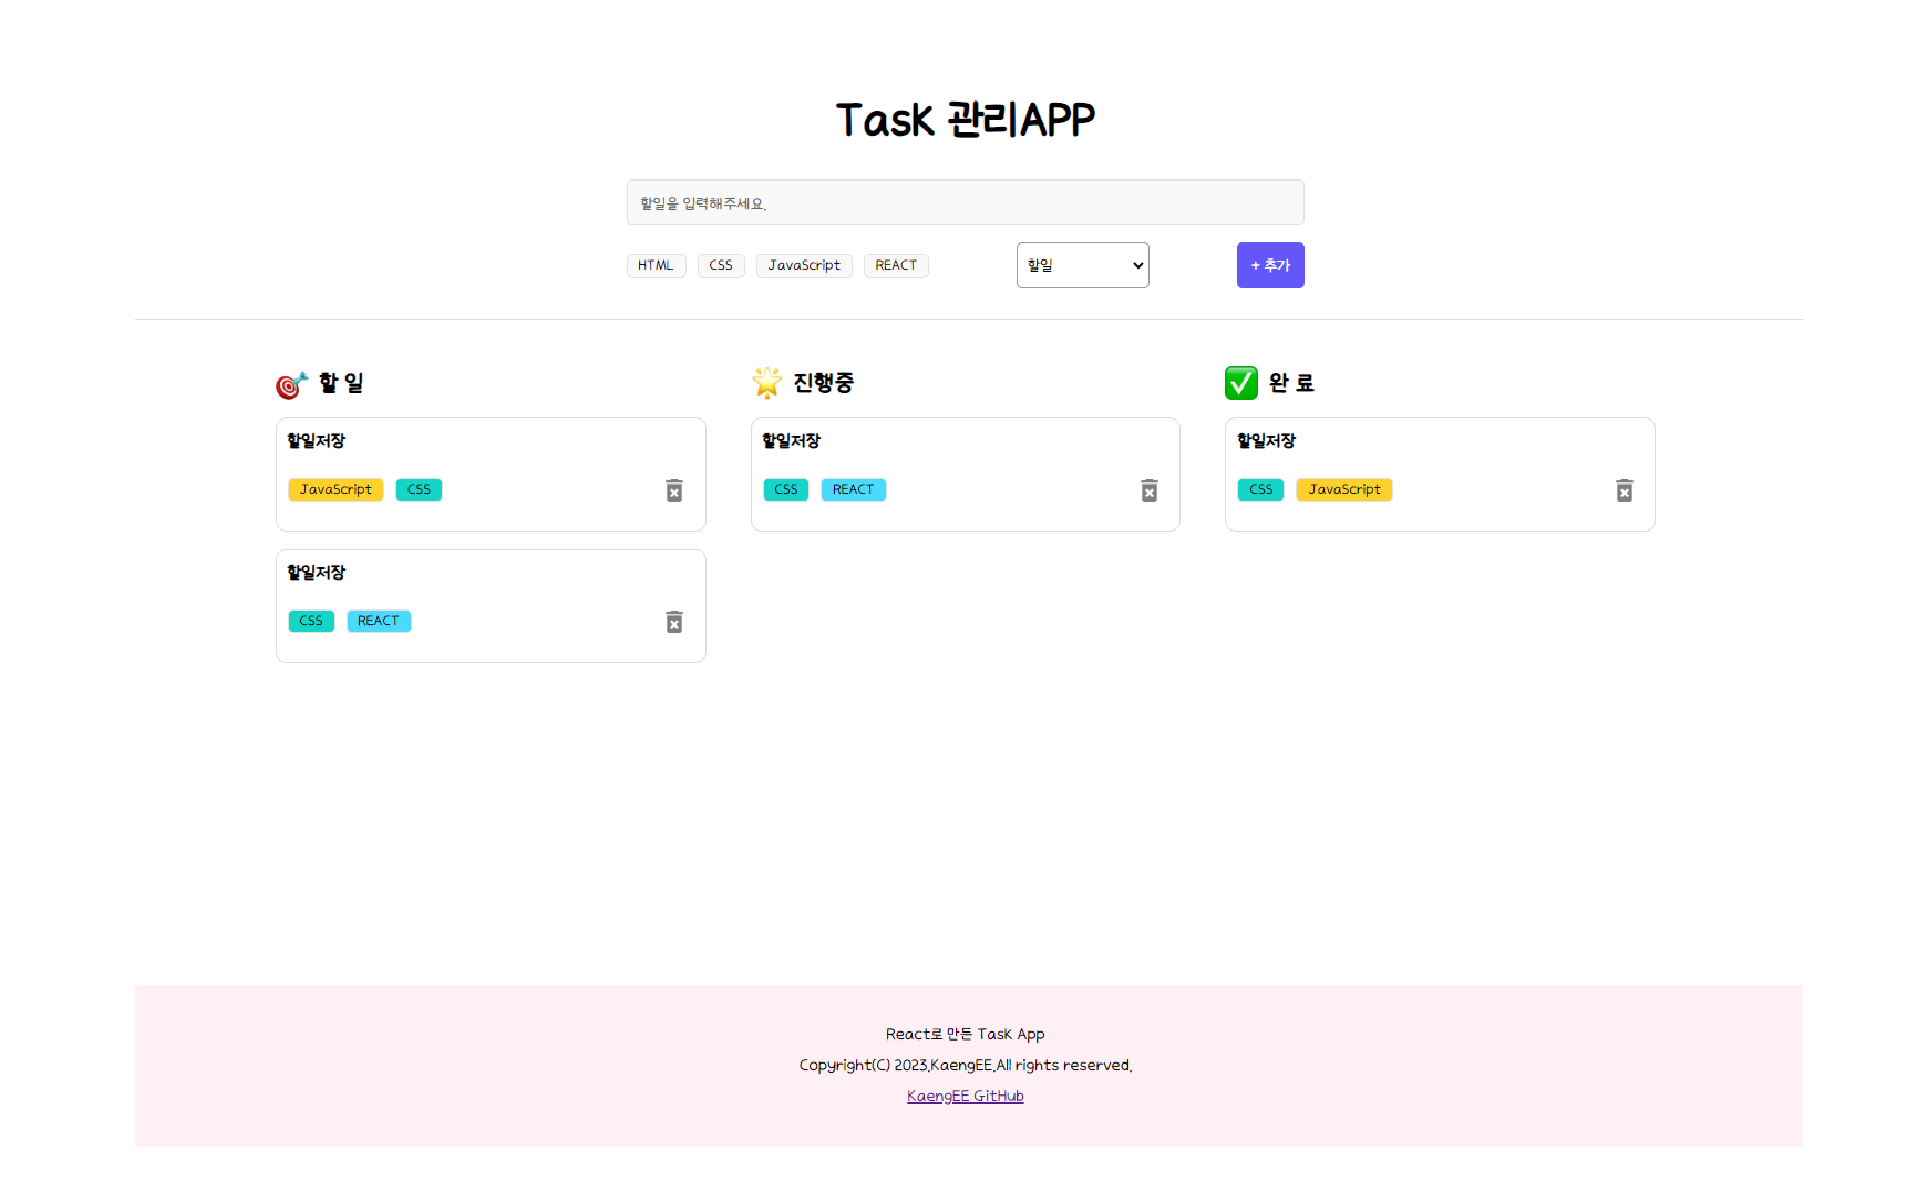 Task 관리APP
할일을 입력해주세요.
HTML CSS JavaScript REACT 할일 + 추가
할 일
할일저장
JavaScript CSS
할일저장
CSS REACT
진행중
할일저장
CSS REACT
완 료
할일저장
CSS JavaScript
React로 만든 Task App
Copyright(C) 2023.KaengEE.All rights reserved.
KaengEE GitHub